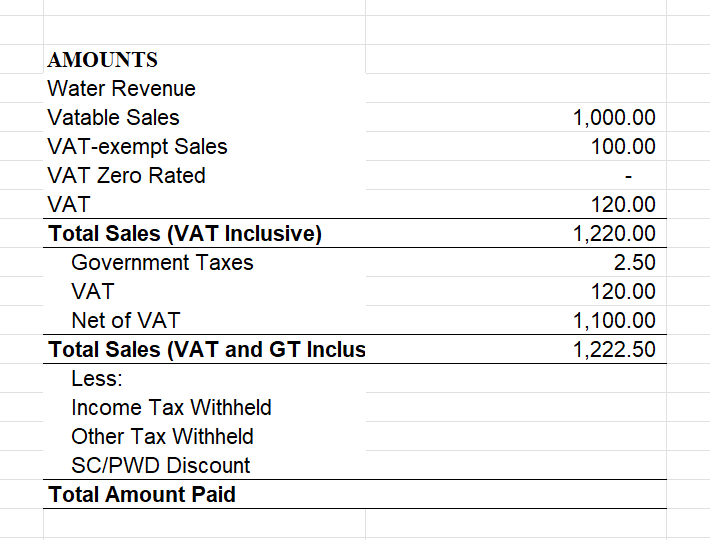 AMOUNTS
Water Revenue
Vatable Sales 1,000.00
VAT-exempt Sales 100.00
VAT Zero Rated -
VAT 120.00
Total Sales (VAT Inclusive) 1,220.00
Government Taxes 2.50
VAT 120.00
Net of VAT 1,100.00
Total Sales (VAT and GT Inclus 1,222.50
Less:
Income Tax Withheld
Other Tax Withheld
SC/PWD Discount
Total Amount Paid